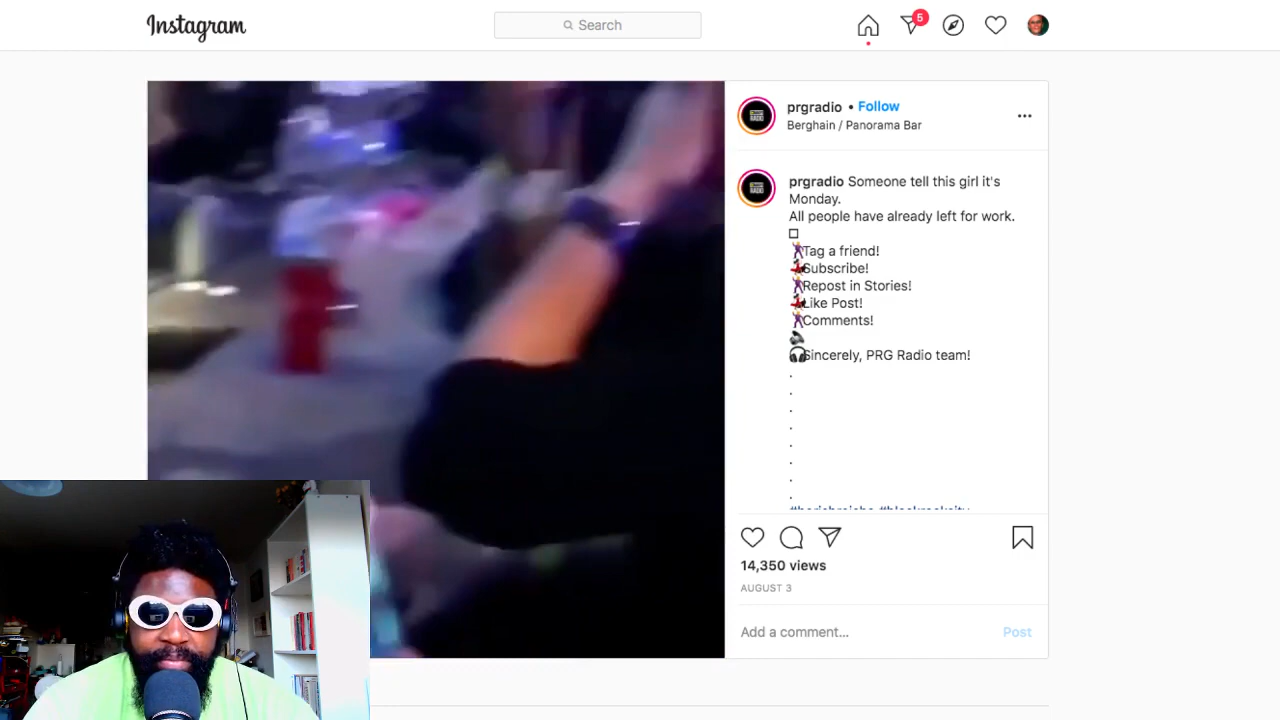 Instagram
Search
5
prgradio • Follow
Berghain / Panorama Bar
prgradio Someone tell this girl it's
Monday.
All people have already left for work.
Tag a friend!
Subscribe!
Repost in Stories!
Like Post!
Comments!
Sincerely, PRG Radio team!
.
.
.
.
.
.
.
.
14,350 views
AUGUST 3
Add a comment...
Post